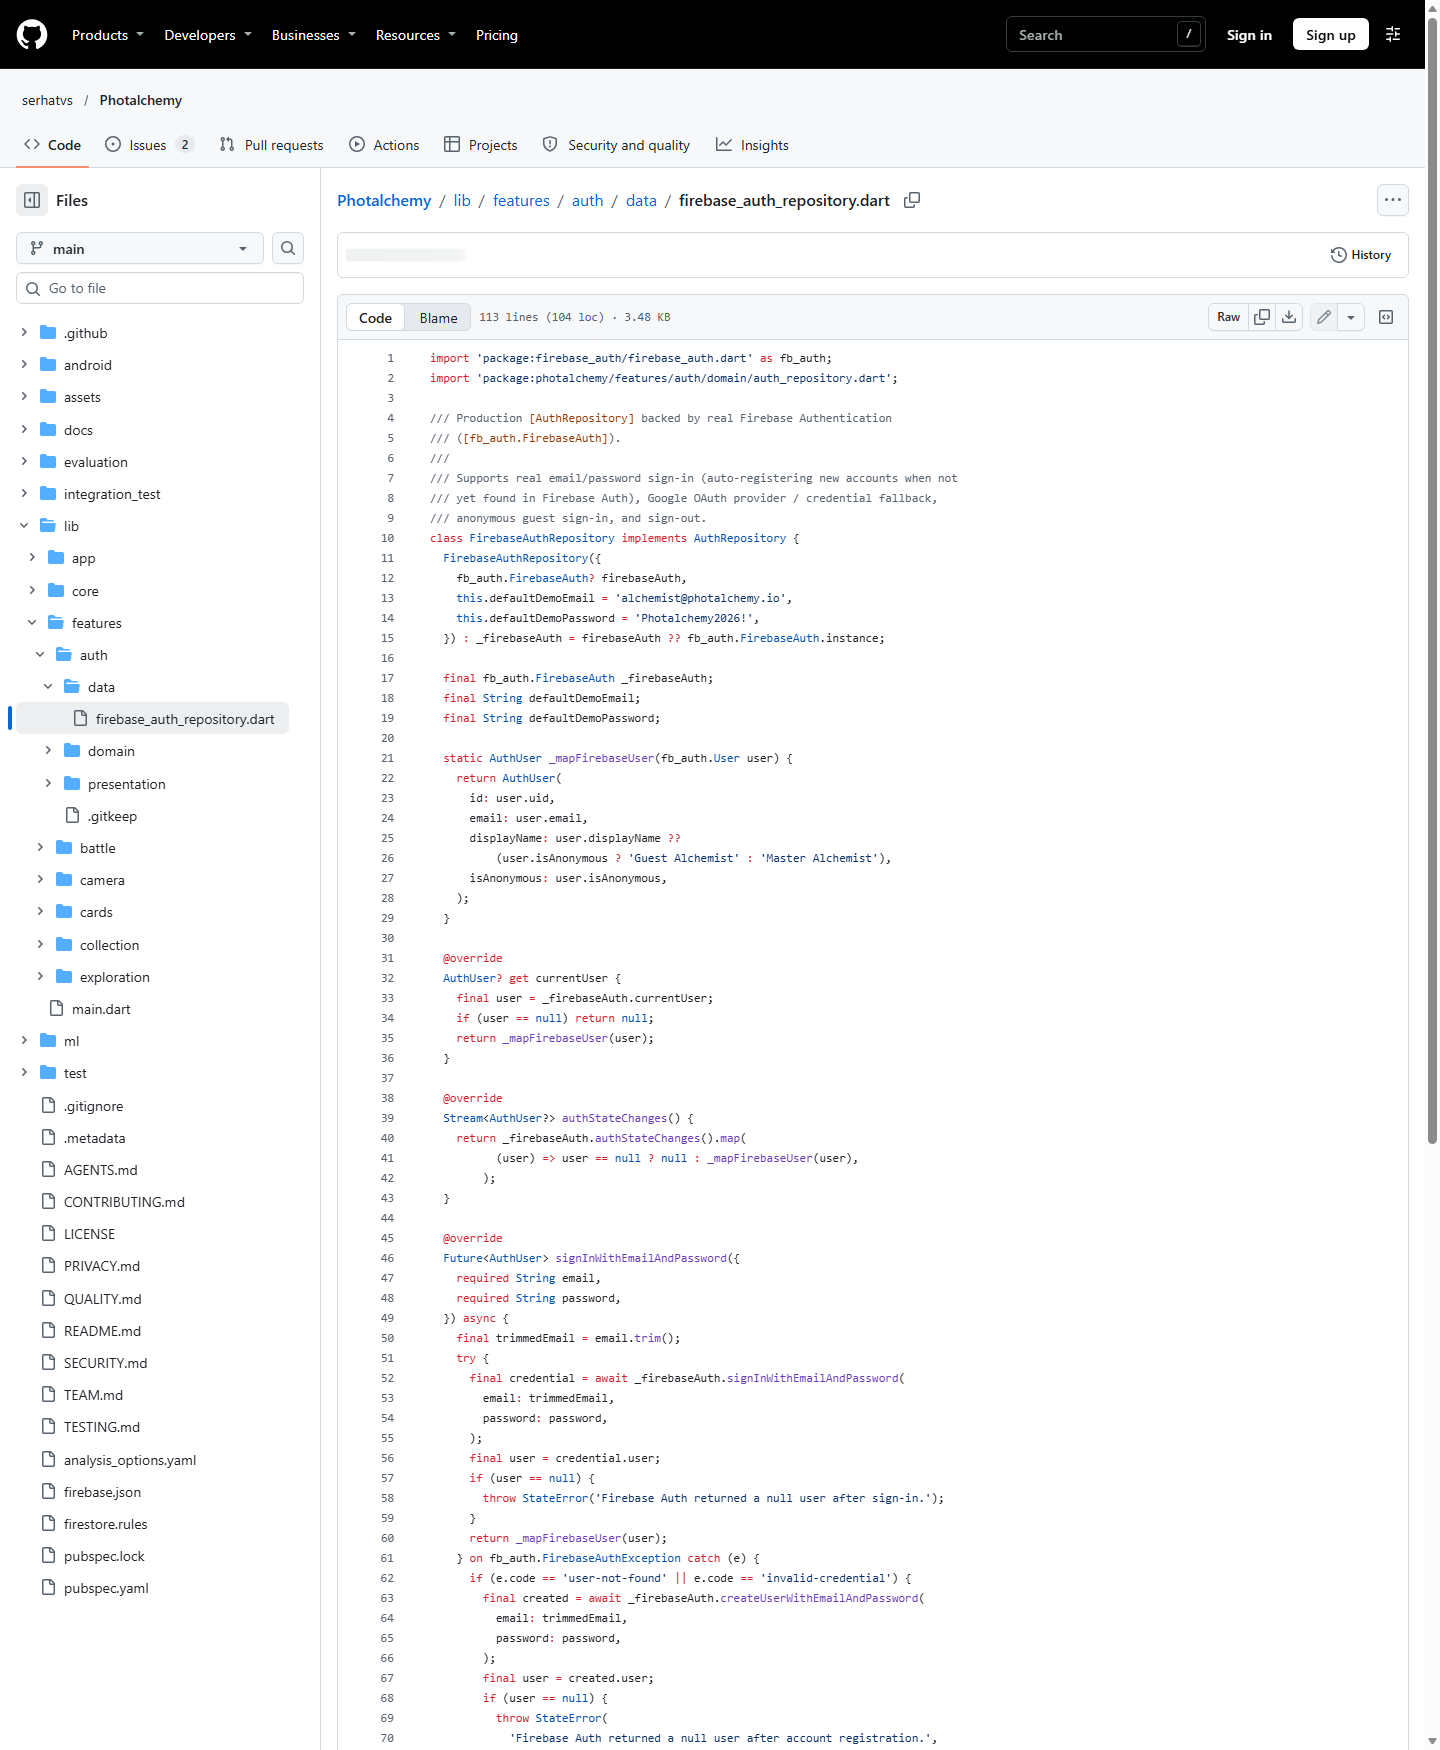 Products
Developers
Businesses
Resources
Pricing
Search
/
Sign in
Sign up
serhatvs / Photalchemy
Code
Issues 2
Pull requests
Actions
Projects
Security and quality
Insights
Files
main
Go to file
.github
android
assets
docs
evaluation
integration_test
lib
app
core
features
auth
data
firebase_auth_repository.dart
domain
presentation
.gitkeep
battle
camera
cards
collection
exploration
main.dart
ml
test
.gitignore
.metadata
AGENTS.md
CONTRIBUTING.md
LICENSE
PRIVACY.md
QUALITY.md
README.md
SECURITY.md
TEAM.md
TESTING.md
analysis_options.yaml
firebase.json
firestore.rules
pubspec.lock
pubspec.yaml
Photalchemy / lib / features / auth / data / firebase_auth_repository.dart
History
Code
Blame
113 lines (104 loc) · 3.48 KB
Raw
1 import 'package:firebase_auth/firebase_auth.dart' as fb_auth;
2 import 'package:photalchemy/features/auth/domain/auth_repository.dart';
3
4 /// Production [AuthRepository] backed by real Firebase Authentication
5 /// ([fb_auth.FirebaseAuth]).
6 ///
7 /// Supports real email/password sign-in (auto-registering new accounts when not
8 /// yet found in Firebase Auth), Google OAuth provider / credential fallback,
9 /// anonymous guest sign-in, and sign-out.
10 class FirebaseAuthRepository implements AuthRepository {
11   FirebaseAuthRepository({
12     fb_auth.FirebaseAuth? firebaseAuth,
13     this.defaultDemoEmail = 'alchemist@photalchemy.io',
14     this.defaultDemoPassword = 'Photalchemy2026!',
15   }) : _firebaseAuth = firebaseAuth ?? fb_auth.FirebaseAuth.instance;
16
17   final fb_auth.FirebaseAuth _firebaseAuth;
18   final String defaultDemoEmail;
19   final String defaultDemoPassword;
20
21   static AuthUser _mapFirebaseUser(fb_auth.User user) {
22     return AuthUser(
23       id: user.uid,
24       email: user.email,
25       displayName: user.displayName ??
26           (user.isAnonymous ? 'Guest Alchemist' : 'Master Alchemist'),
27       isAnonymous: user.isAnonymous,
28     );
29   }
30
31   @override
32   AuthUser? get currentUser {
33     final user = _firebaseAuth.currentUser;
34     if (user == null) return null;
35     return _mapFirebaseUser(user);
36   }
37
38   @override
39   Stream<AuthUser?> authStateChanges() {
40     return _firebaseAuth.authStateChanges().map(
41           (user) => user == null ? null : _mapFirebaseUser(user),
42         );
43   }
44
45   @override
46   Future<AuthUser> signInWithEmailAndPassword({
47     required String email,
48     required String password,
49   }) async {
50     final trimmedEmail = email.trim();
51     try {
52       final credential = await _firebaseAuth.signInWithEmailAndPassword(
53         email: trimmedEmail,
54         password: password,
55       );
56       final user = credential.user;
57       if (user == null) {
58         throw StateError('Firebase Auth returned a null user after sign-in.');
59       }
60       return _mapFirebaseUser(user);
61     } on fb_auth.FirebaseAuthException catch (e) {
62       if (e.code == 'user-not-found' || e.code == 'invalid-credential') {
63         final created = await _firebaseAuth.createUserWithEmailAndPassword(
64           email: trimmedEmail,
65           password: password,
66         );
67         final user = created.user;
68         if (user == null) {
69           throw StateError(
70             'Firebase Auth returned a null user after account registration.',